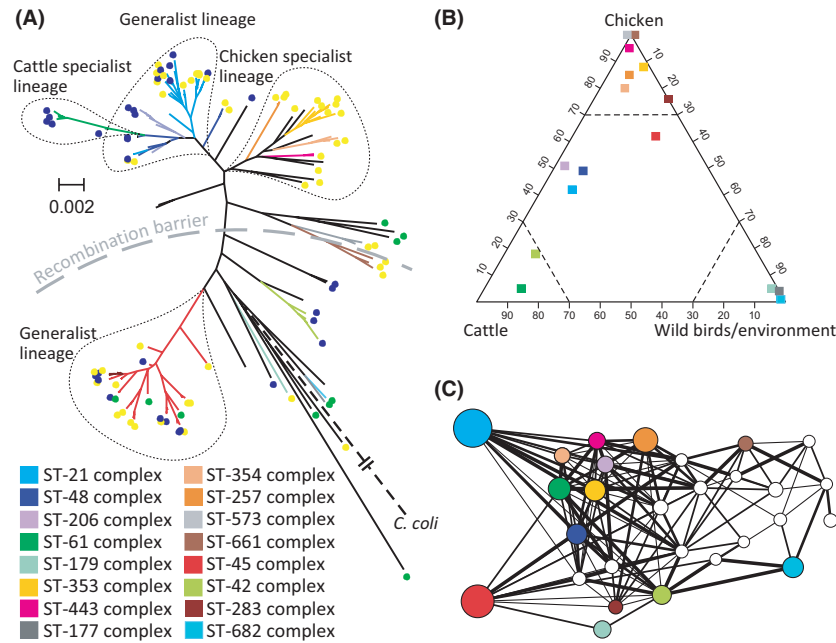 (A)
Generalist lineage
Cattle specialist
lineage
Chicken specialist
lineage
0.002
Recombination barrier
Generalist
lineage
C. coli
ST-21 complex
ST-48 complex
ST-206 complex
ST-61 complex
ST-179 complex
ST-353 complex
ST-443 complex
ST-177 complex
ST-354 complex
ST-257 complex
ST-573 complex
ST-661 complex
ST-45 complex
ST-42 complex
ST-283 complex
ST-682 complex
(B)
Chicken
90
80
70
60
50
40
30
20
10
10
20
30
40
50
60
70
80
90
90
80
70
60
50
40
30
20
10
Cattle
Wild birds/environment
(C)